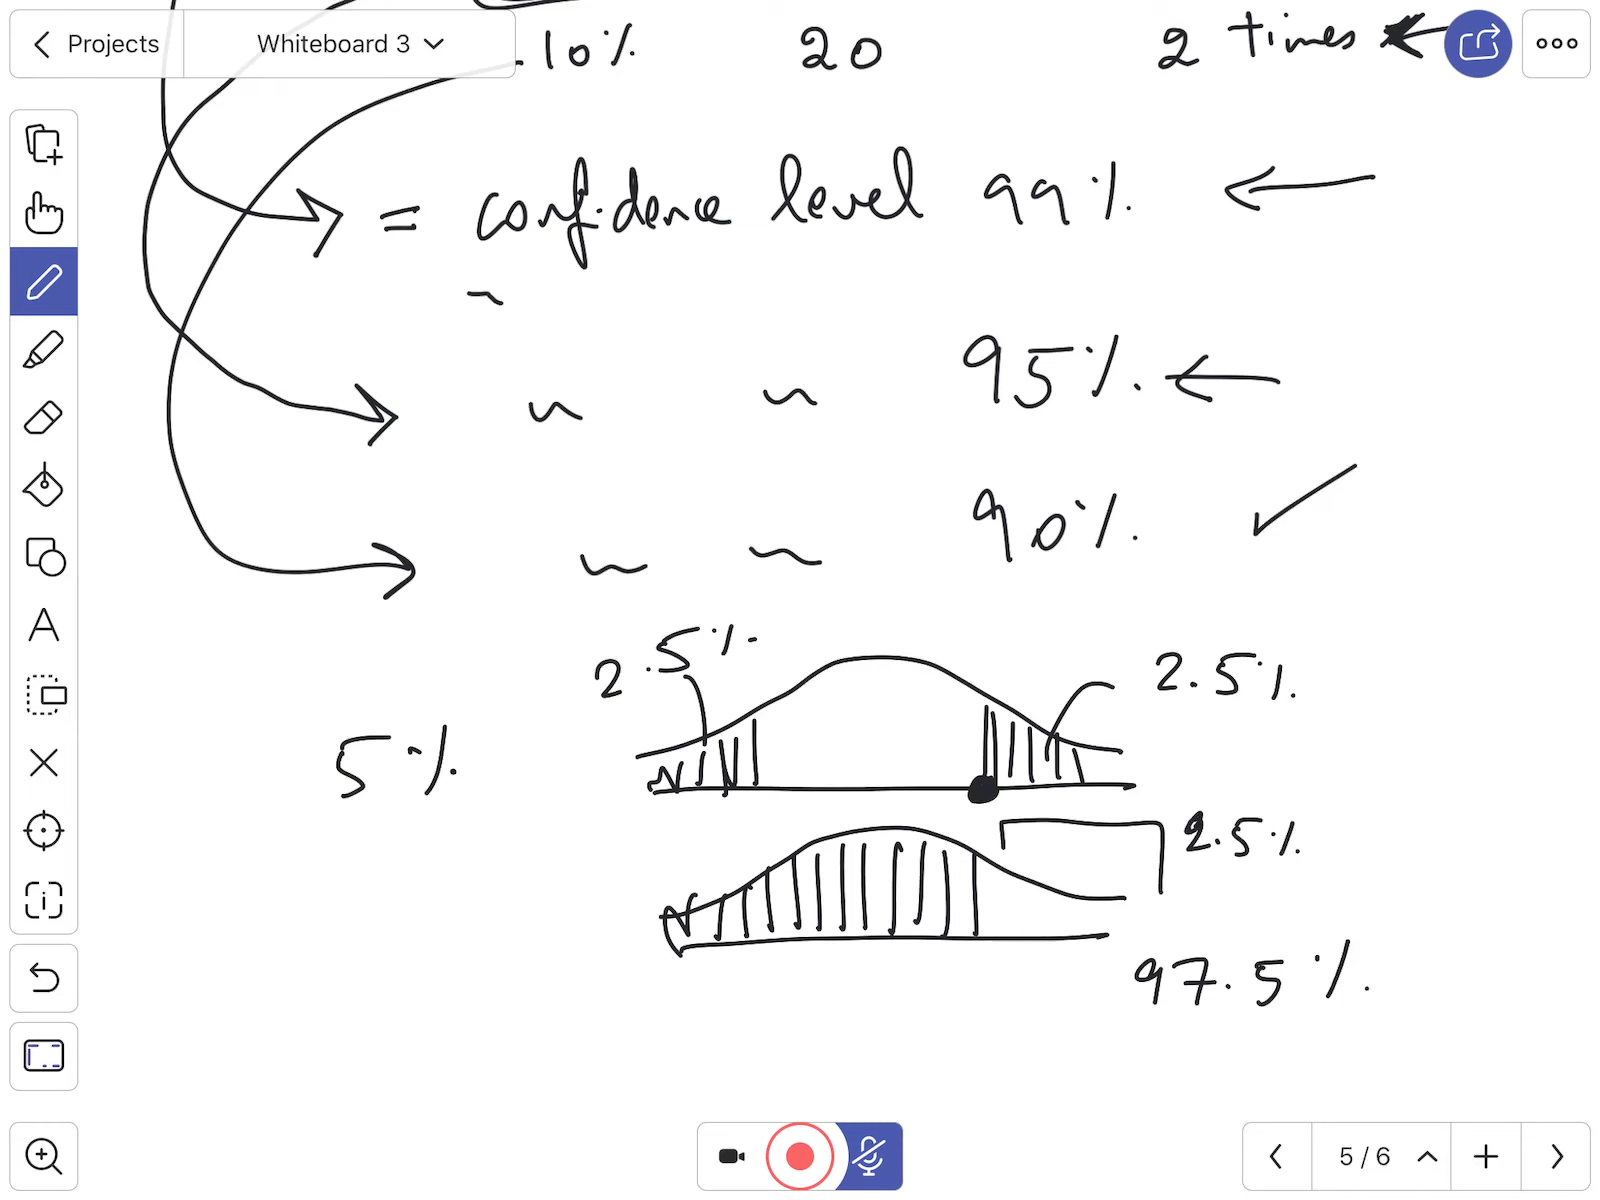 Projects
Whiteboard 3
10% 20 2 times
= confidence level 99%.
~
~ ~ 95%.
~ ~ 90%.
2.5% 2.5%.
5%.
2.5%.
97.5%.
A
5 / 6